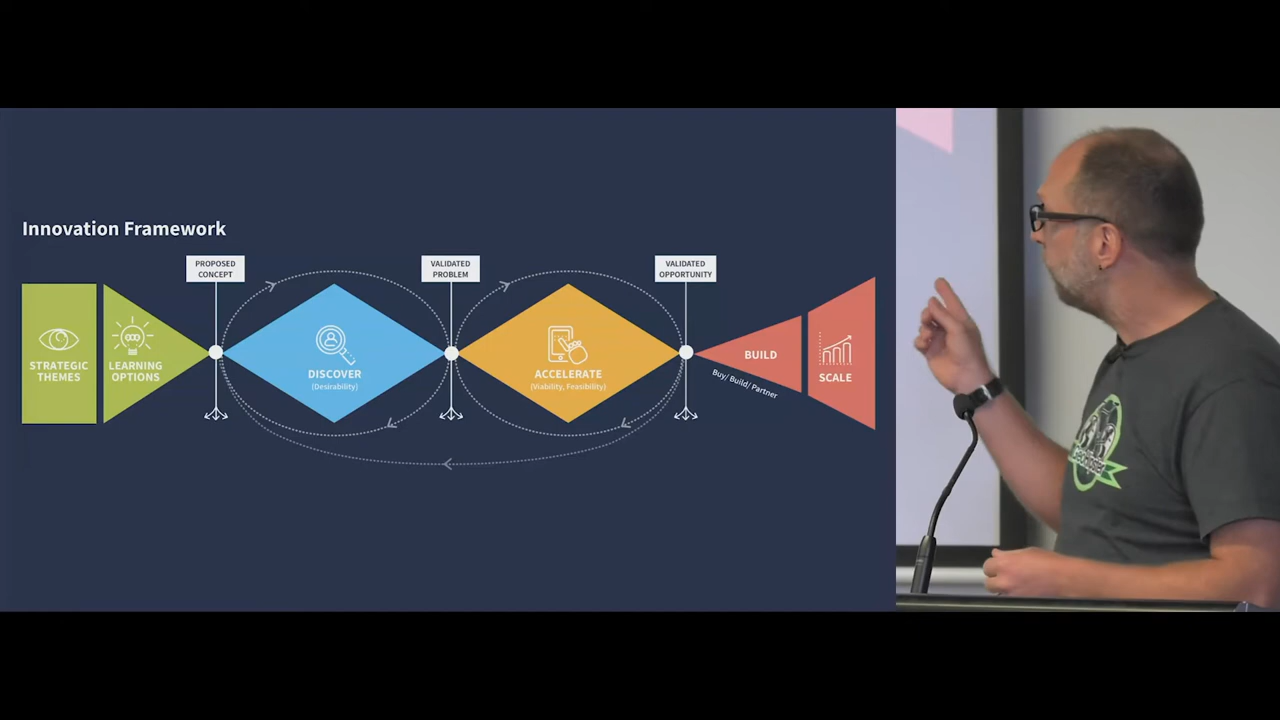 Innovation Framework
PROPOSED
CONCEPT
VALIDATED
PROBLEM
VALIDATED
OPPORTUNITY
STRATEGIC
THEMES
LEARNING
OPTIONS
DISCOVER
(Desirability)
ACCELERATE
(Viability, Feasibility)
BUILD
Buy/ Build/ Partner
SCALE